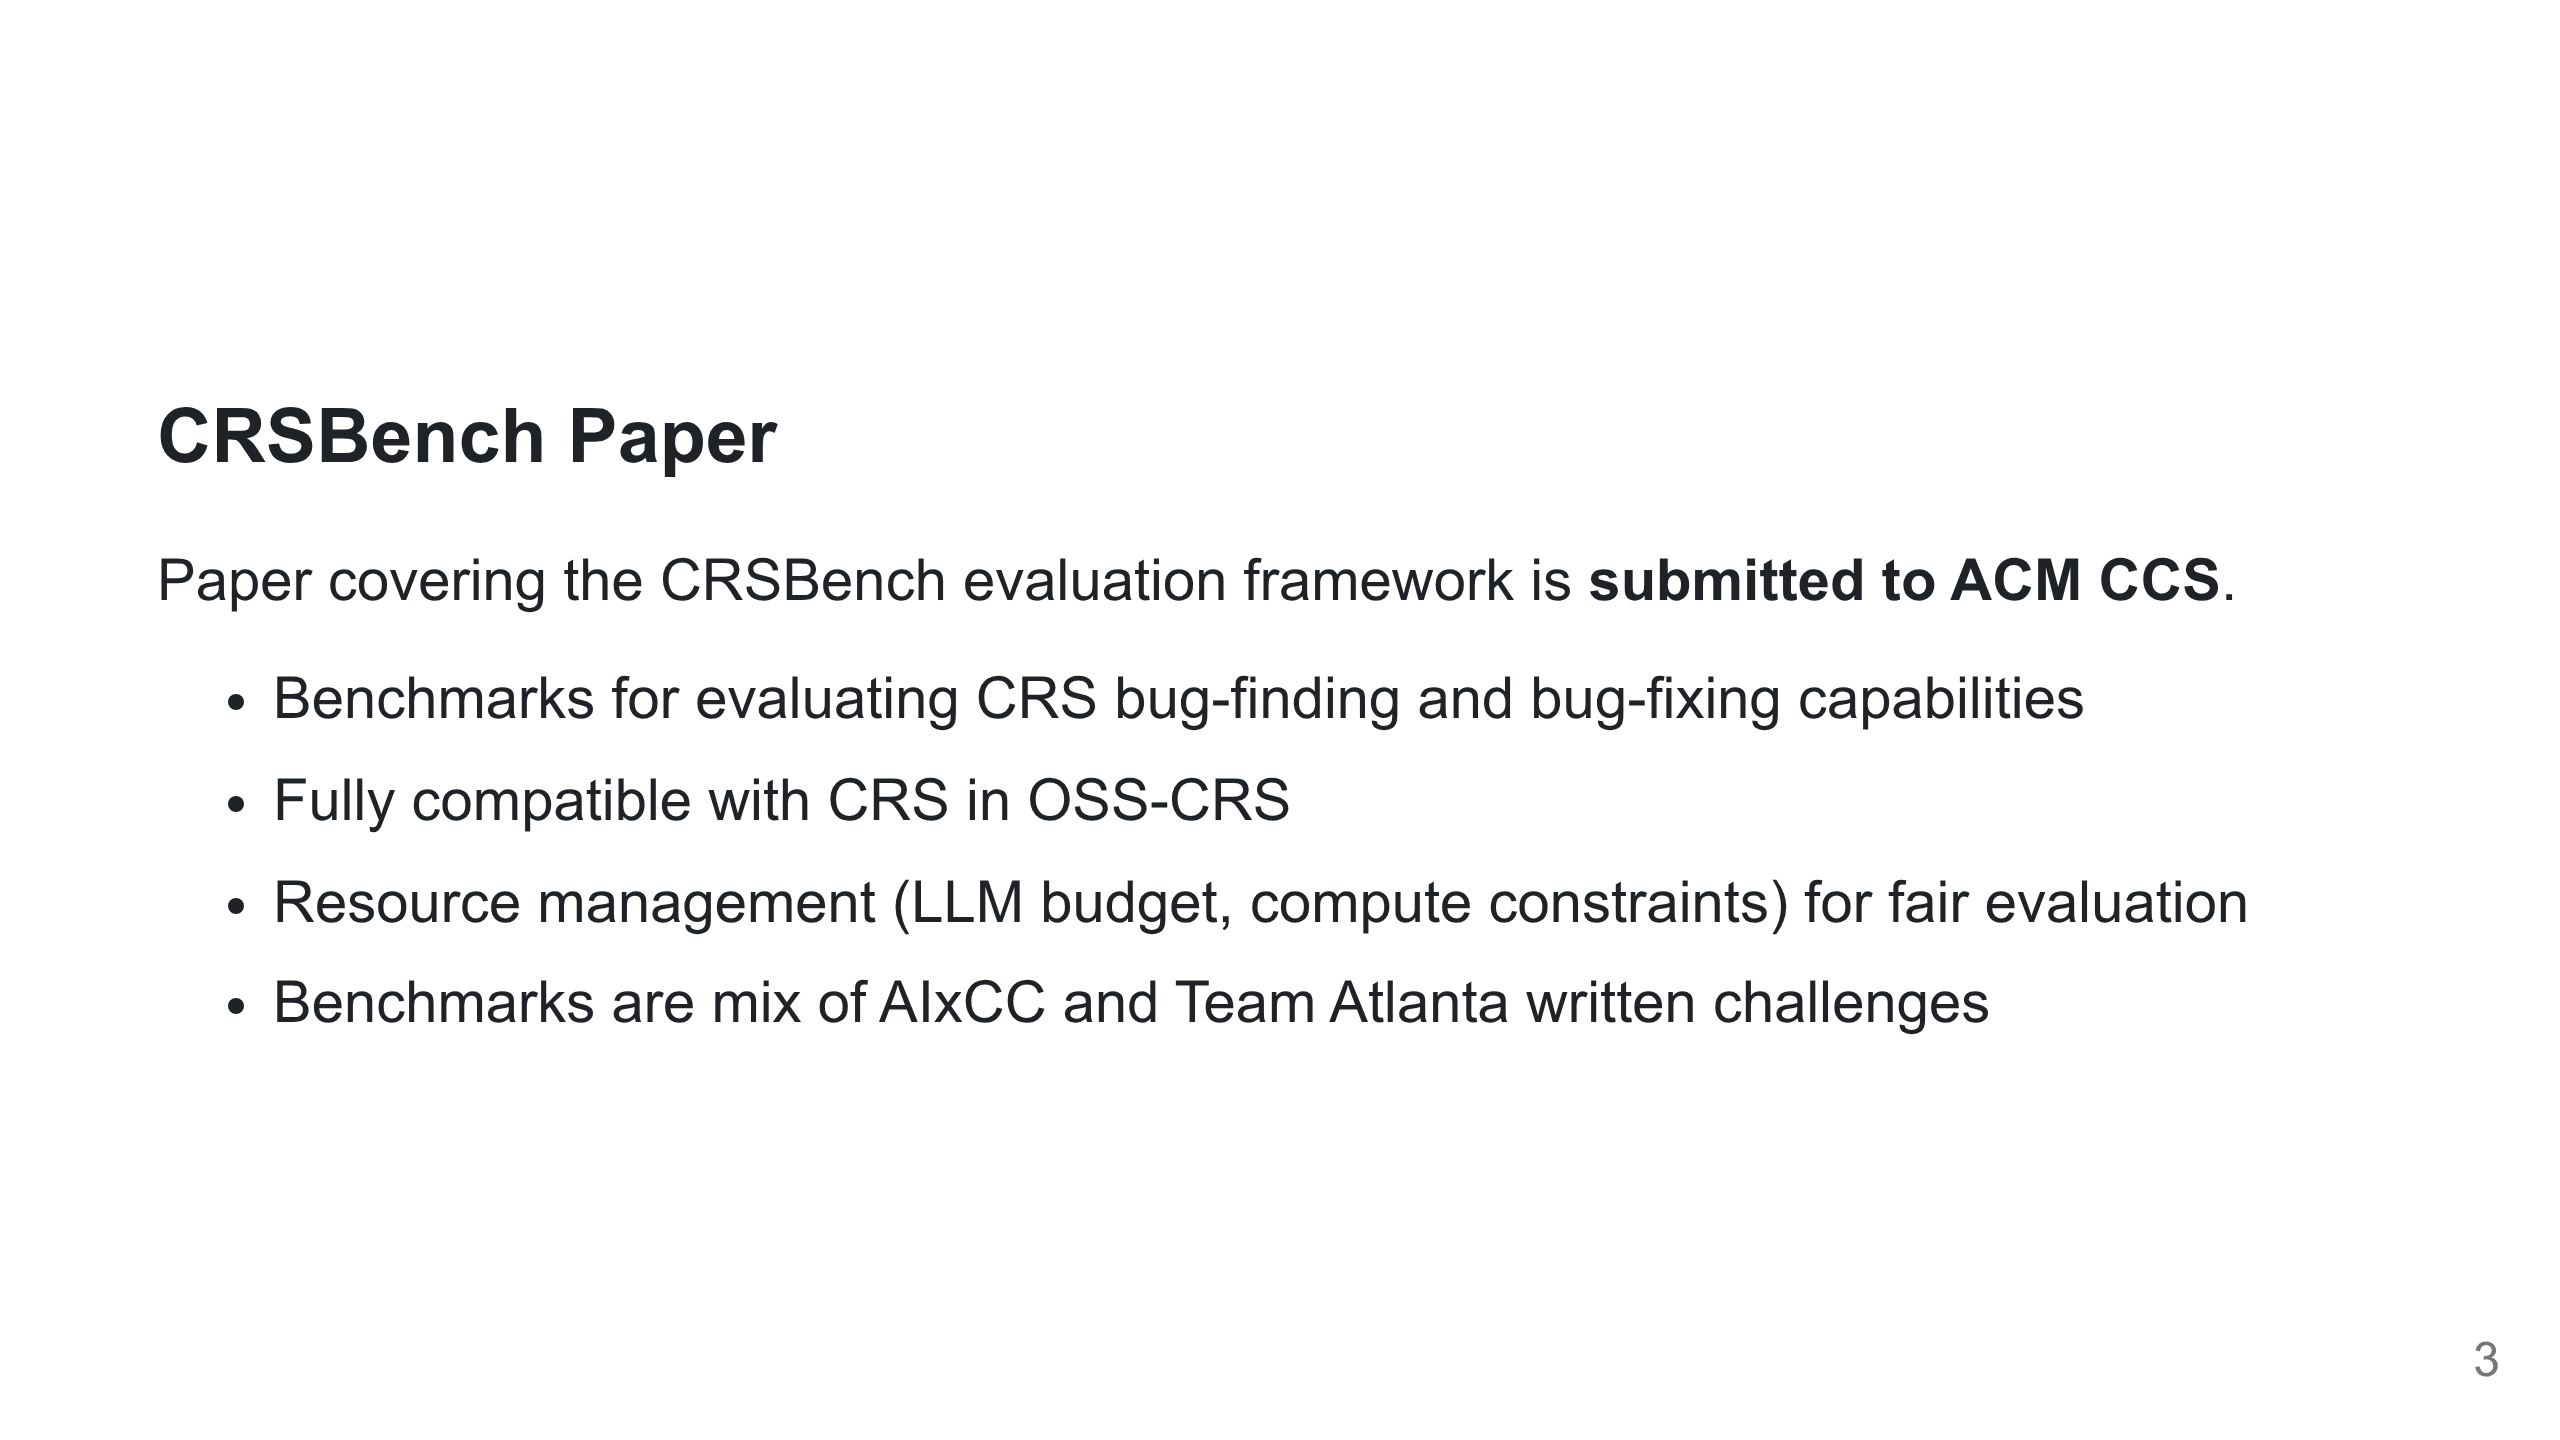 CRSBench Paper
Paper covering the CRSBench evaluation framework is submitted to ACM CCS.
• Benchmarks for evaluating CRS bug-finding and bug-fixing capabilities
• Fully compatible with CRS in OSS-CRS
• Resource management (LLM budget, compute constraints) for fair evaluation
• Benchmarks are mix of AIxCC and Team Atlanta written challenges
3